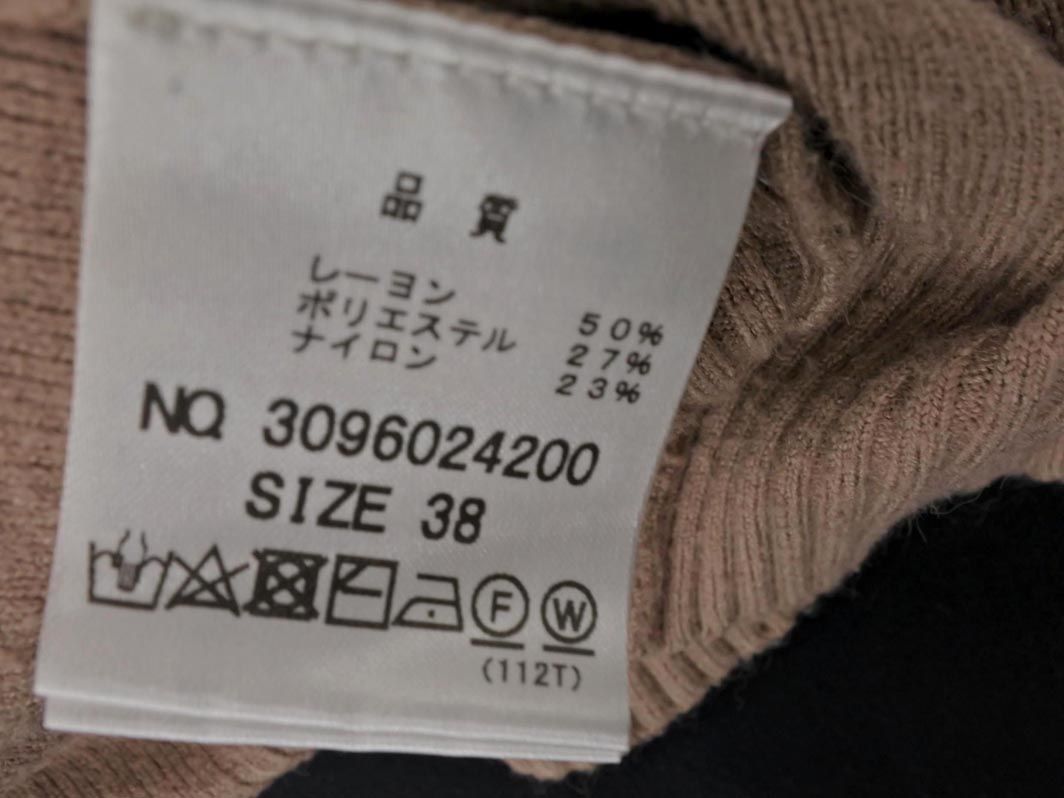 品 質
レーヨン 50%
ポリエステル 27%
ナイロン 23%
NO. 3096024200
SIZE 38
F W
(112T)